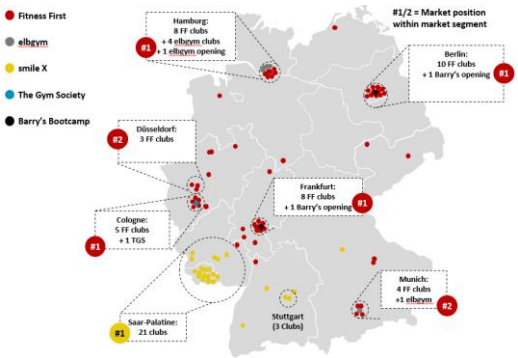 Fitness First
elbgym
smile X
The Gym Society
Barry's Bootcamp
Hamburg:
8 FF clubs
+ 4 elbgym clubs
+ 1 elbgym opening
#1
#1/2 = Market position
within market segment
Berlin:
10 FF clubs
+ 1 Barry's opening
#1
Düsseldorf:
3 FF clubs
#2
Frankfurt:
8 FF clubs
+ 1 Barry's opening
#1
Cologne:
5 FF clubs
+ 1 TGS
#1
Saar-Palatine:
21 clubs
#1
Stuttgart
(3 Clubs)
Munich:
4 FF clubs
+1 elbgym
#2